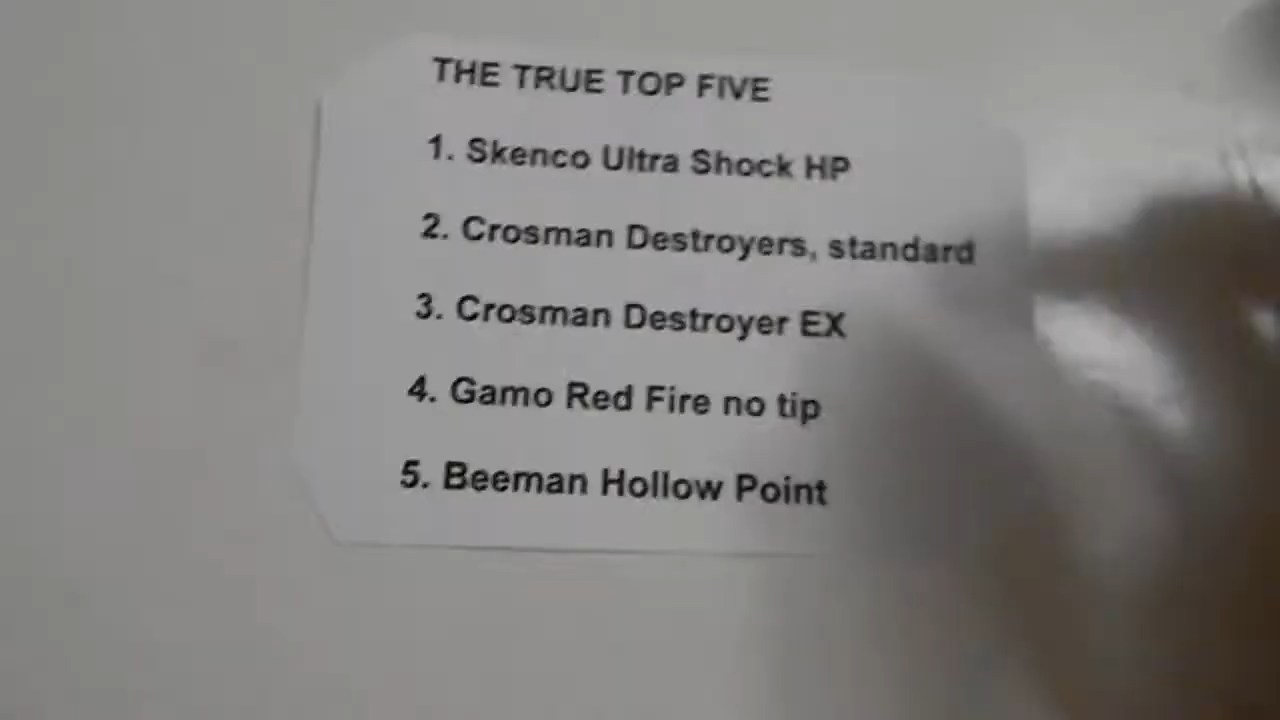 THE TRUE TOP FIVE
1. Skenco Ultra Shock HP
2. Crosman Destroyers, standard
3. Crosman Destroyer EX
4. Gamo Red Fire no tip
5. Beeman Hollow Point